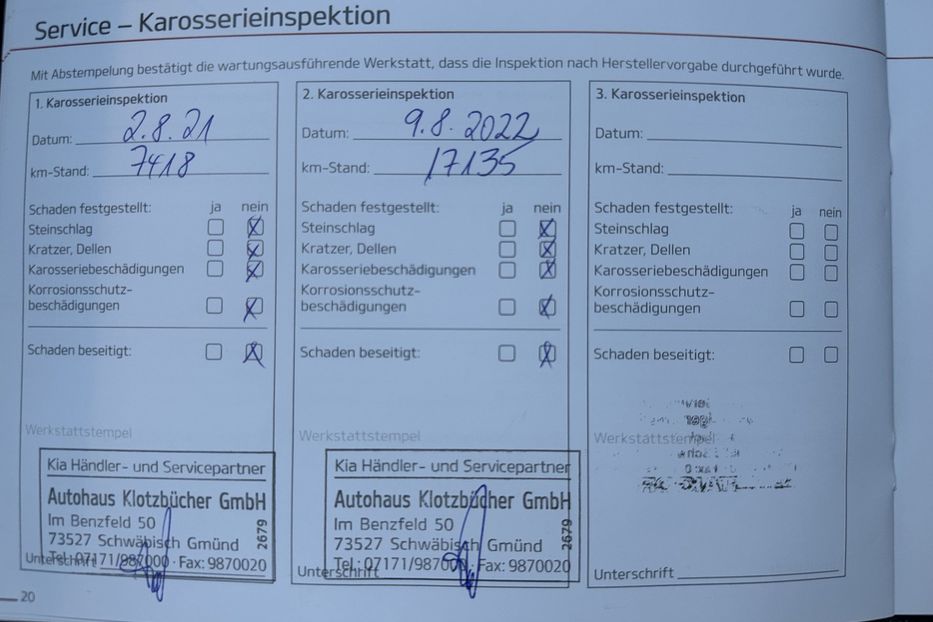 Service – Karosserieinspektion
Mit Abstempelung bestätigt die wartungsausführende Werkstatt, dass die Inspektion nach Herstellervorgabe durchgeführt wurde.
1. Karosserieinspektion
Datum: 2.8.21
km-Stand: 7418
Schaden festgestellt: ja nein
Steinschlag
Kratzer, Dellen
Karosseriebeschädigungen
Korrosionsschutz-
beschädigungen
Schaden beseitigt:
Werkstattstempel
Kia Händler- und Servicepartner
Autohaus Klotzbücher GmbH
Im Benzfeld 50
73527 Schwäbisch Gmünd
Tel.: 07171/987000 · Fax: 9870020
2679
Unterschrift
2. Karosserieinspektion
Datum: 9.8.2022
km-Stand: 17135
Schaden festgestellt: ja nein
Steinschlag
Kratzer, Dellen
Karosseriebeschädigungen
Korrosionsschutz-
beschädigungen
Schaden beseitigt:
Werkstattstempel
Kia Händler- und Servicepartner
Autohaus Klotzbücher GmbH
Im Benzfeld 50
73527 Schwäbisch Gmünd
Tel.: 07171/987000 · Fax: 9870020
2679
Unterschrift
3. Karosserieinspektion
Datum:
km-Stand:
Schaden festgestellt: ja nein
Steinschlag
Kratzer, Dellen
Karosseriebeschädigungen
Korrosionsschutz-
beschädigungen
Schaden beseitigt:
Werkstattstempel
Unterschrift
20